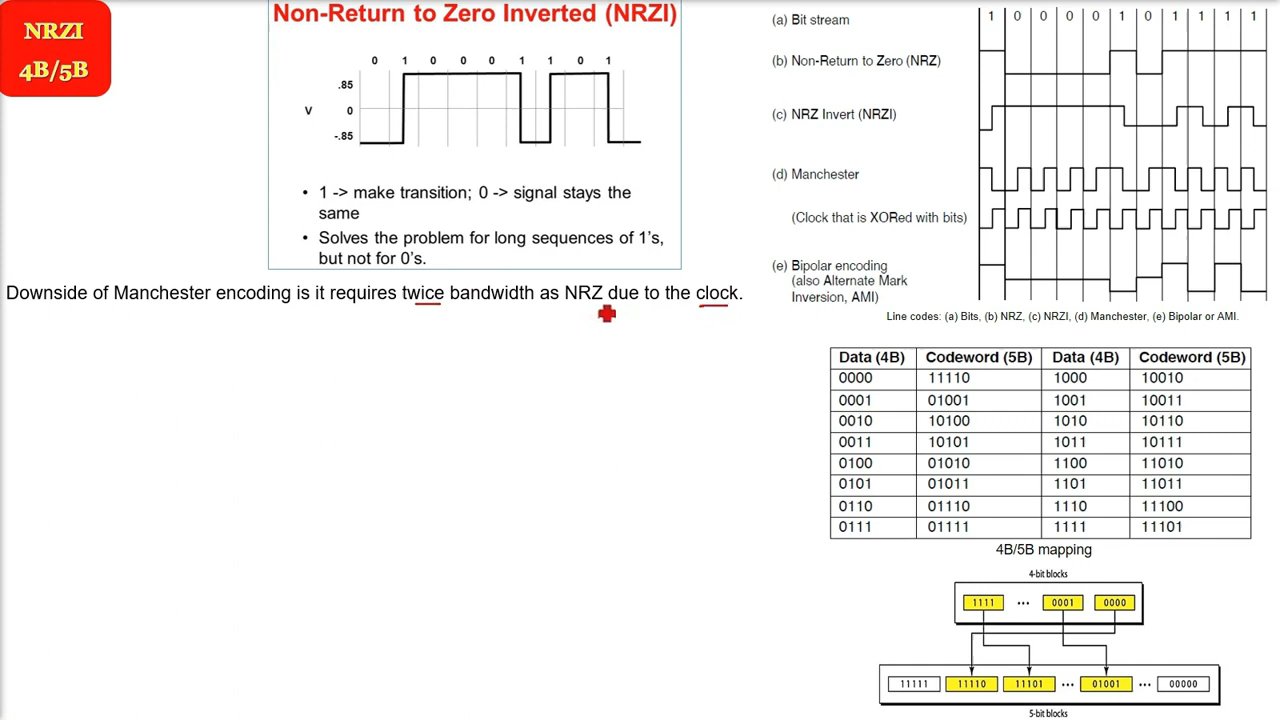 NRZI
4B/5B
Non-Return to Zero Inverted (NRZI)
0 1 0 0 0 1 1 0 1
.85
V 0
-.85
• 1 -> make transition; 0 -> signal stays the
same
• Solves the problem for long sequences of 1's,
but not for 0's.
Downside of Manchester encoding is it requires twice bandwidth as NRZ due to the clock.
(a) Bit stream 1 0 0 0 0 1 0 1 1 1 1
(b) Non-Return to Zero (NRZ)
(c) NRZ Invert (NRZI)
(d) Manchester
(Clock that is XORed with bits)
(e) Bipolar encoding
(also Alternate Mark
Inversion, AMI)
Line codes: (a) Bits, (b) NRZ, (c) NRZI, (d) Manchester, (e) Bipolar or AMI.
Data (4B) Codeword (5B) Data (4B) Codeword (5B)
0000 11110 1000 10010
0001 01001 1001 10011
0010 10100 1010 10110
0011 10101 1011 10111
0100 01010 1100 11010
0101 01011 1101 11011
0110 01110 1110 11100
0111 01111 1111 11101
4B/5B mapping
4-bit blocks
1111 ... 0001 0000
11111 11110 11101 ... 01001 ... 00000
5-bit blocks